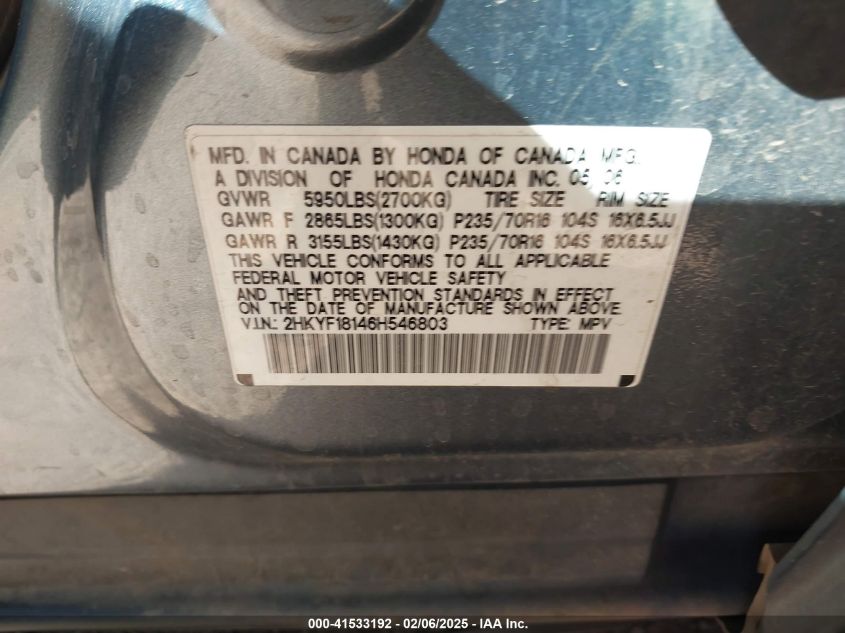 MFD. IN CANADA BY HONDA OF CANADA MFG.
A DIVISION OF HONDA CANADA INC. 05/06
GVWR 5950LBS(2700KG) TIRE SIZE RIM SIZE
GAWR F 2865LBS(1300KG) P235/70R16 104S 16X6.5JJ
GAWR R 3155LBS(1430KG) P235/70R16 104S 16X6.5JJ
THIS VEHICLE CONFORMS TO ALL APPLICABLE
FEDERAL MOTOR VEHICLE SAFETY
AND THEFT PREVENTION STANDARDS IN EFFECT
ON THE DATE OF MANUFACTURE SHOWN ABOVE.
V.I.N.: 2HKYF18146H546803 TYPE: MPV
000-41533192 - 02/06/2025 - © IAA Inc.